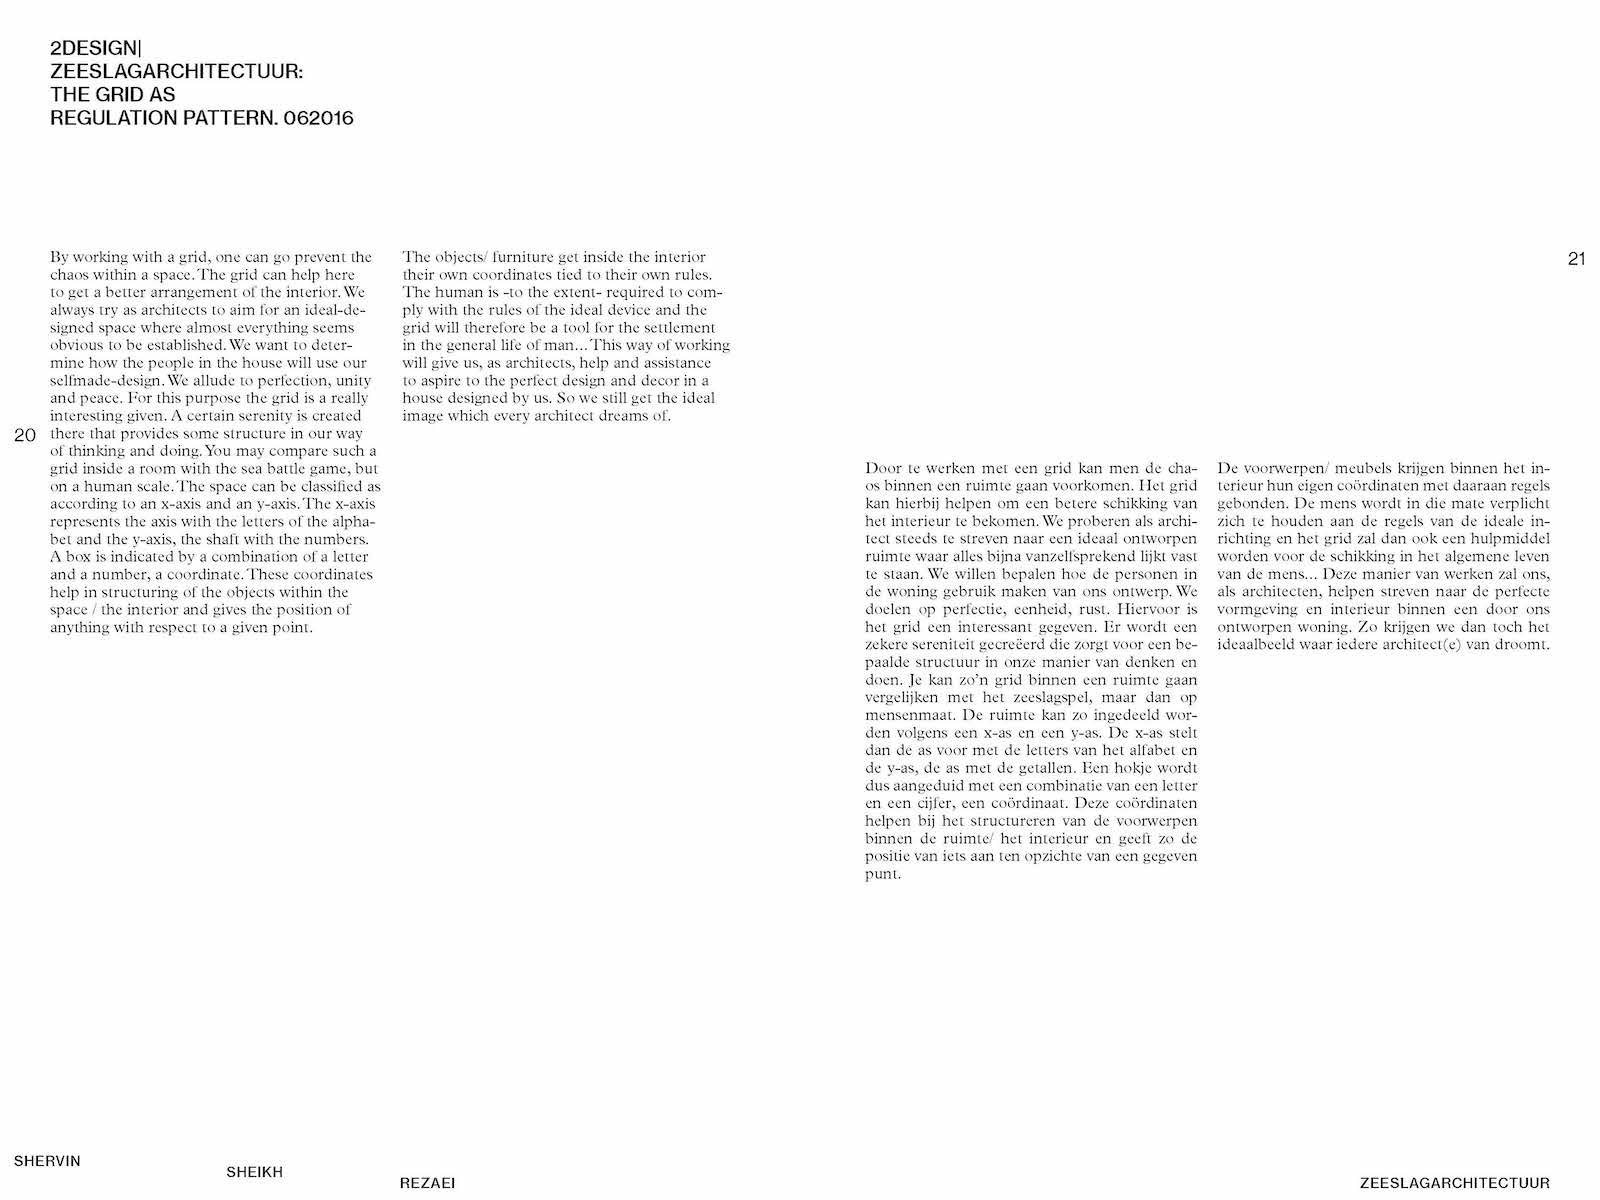 2DESIGN|
ZEESLAGARCHITECTUUR:
THE GRID AS
REGULATION PATTERN. 062016
By working with a grid, one can go prevent the
chaos within a space. The grid can help here
to get a better arrangement of the interior. We
always try as architects to aim for an ideal-de-
signed space where almost everything seems
obvious to be established. We want to deter-
mine how the people in the house will use our
selfmade-design. We allude to perfection, unity
and peace. For this purpose the grid is a really
interesting given. A certain serenity is created
20
there that provides some structure in our way
of thinking and doing. You may compare such a
grid inside a room with the sea battle game, but
on a human scale. The space can be classified as
according to an x-axis and an y-axis. The x-axis
represents the axis with the letters of the alpha-
bet and the y-axis, the shaft with the numbers.
A box is indicated by a combination of a letter
and a number, a coordinate. These coordinates
help in structuring of the objects within the
space / the interior and gives the position of
anything with respect to a given point.
The objects/ furniture get inside the interior
their own coordinates tied to their own rules.
The human is -to the extent- required to com-
ply with the rules of the ideal device and the
grid will therefore be a tool for the settlement
in the general life of man... This way of working
will give us, as architects, help and assistance
to aspire to the perfect design and decor in a
house designed by us. So we still get the ideal
image which every architect dreams of.
21
Door te werken met een grid kan men de cha-
os binnen een ruimte gaan voorkomen. Het grid
kan hierbij helpen om een betere schikking van
het interieur te bekomen. We proberen als archi-
tect steeds te streven naar een ideaal ontworpen
ruimte waar alles bijna vanzelfsprekend lijkt vast
te staan. We willen bepalen hoe de personen in
de woning gebruik maken van ons ontwerp. We
doelen op perfectie, eenheid, rust. Hiervoor is
het grid een interessant gegeven. Er wordt een
zekere sereniteit gecreëerd die zorgt voor een be-
paalde structuur in onze manier van denken en
doen. Je kan zo'n grid binnen een ruimte gaan
vergelijken met het zeeslagspel, maar dan op
mensenmaat. De ruimte kan zo ingedeeld wor-
den volgens een x-as en een y-as. De x-as stelt
dan de as voor met de letters van het alfabet en
de y-as, de as met de getallen. Een hokje wordt
dus aangeduid met een combinatie van een letter
en een cijfer, een coördinaat. Deze coördinaten
helpen bij het structureren van de voorwerpen
binnen de ruimte/ het interieur en geeft zo de
positie van iets aan ten opzichte van een gegeven
punt.
De voorwerpen/ meubels krijgen binnen het in-
terieur hun eigen coördinaten met daaraan regels
gebonden. De mens wordt in die mate verplicht
zich te houden aan de regels van de ideale in-
richting en het grid zal dan ook een hulpmiddel
worden voor de schikking in het algemene leven
van de mens... Deze manier van werken zal ons,
als architecten, helpen streven naar de perfecte
vormgeving en interieur binnen een door ons
ontworpen woning. Zo krijgen we dan toch het
ideaalbeeld waar iedere architect(e) van droomt.
SHERVIN
SHEIKH
REZAEI
ZEESLAGARCHITECTUUR